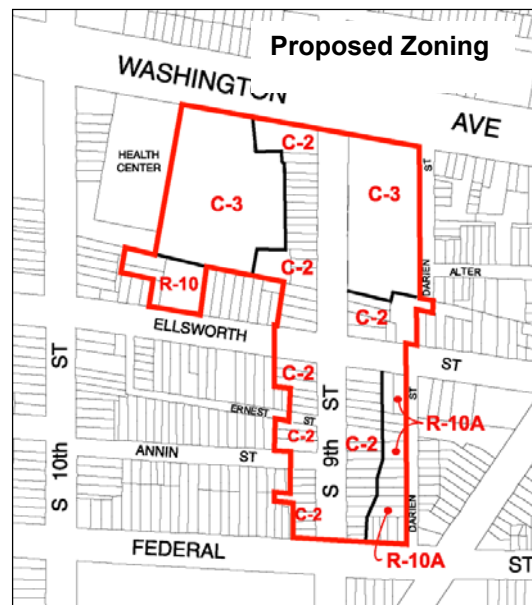 Proposed Zoning
WASHINGTON
AVE
HEALTH
CENTER
C-2
ST
C-3
C-3
C-2
ALTER
DARIEN
R-10
C-2
ELLSWORTH
ST
C-2
ST
ST
ERNEST
ST
R-10A
C-2
C-2
ST
10th
S
ANNIN
ST
9th
S
C-2
DARIEN
FEDERAL
ST
R-10A